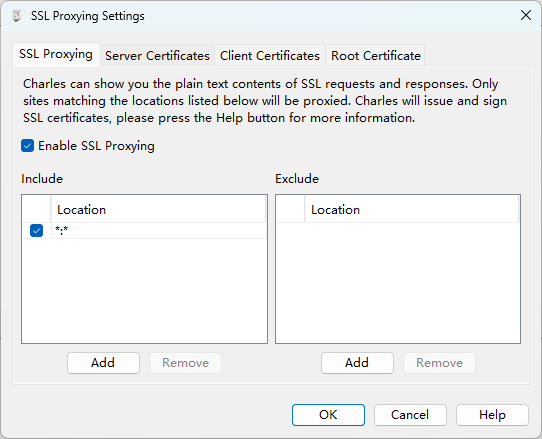 SSL Proxying Settings
SSL Proxying Server Certificates Client Certificates Root Certificate
Charles can show you the plain text contents of SSL requests and responses. Only
sites matching the locations listed below will be proxied. Charles will issue and sign
SSL certificates, please press the Help button for more information.
Enable SSL Proxying
Include Exclude
Location Location
*:*
Add Remove Add Remove
OK Cancel Help